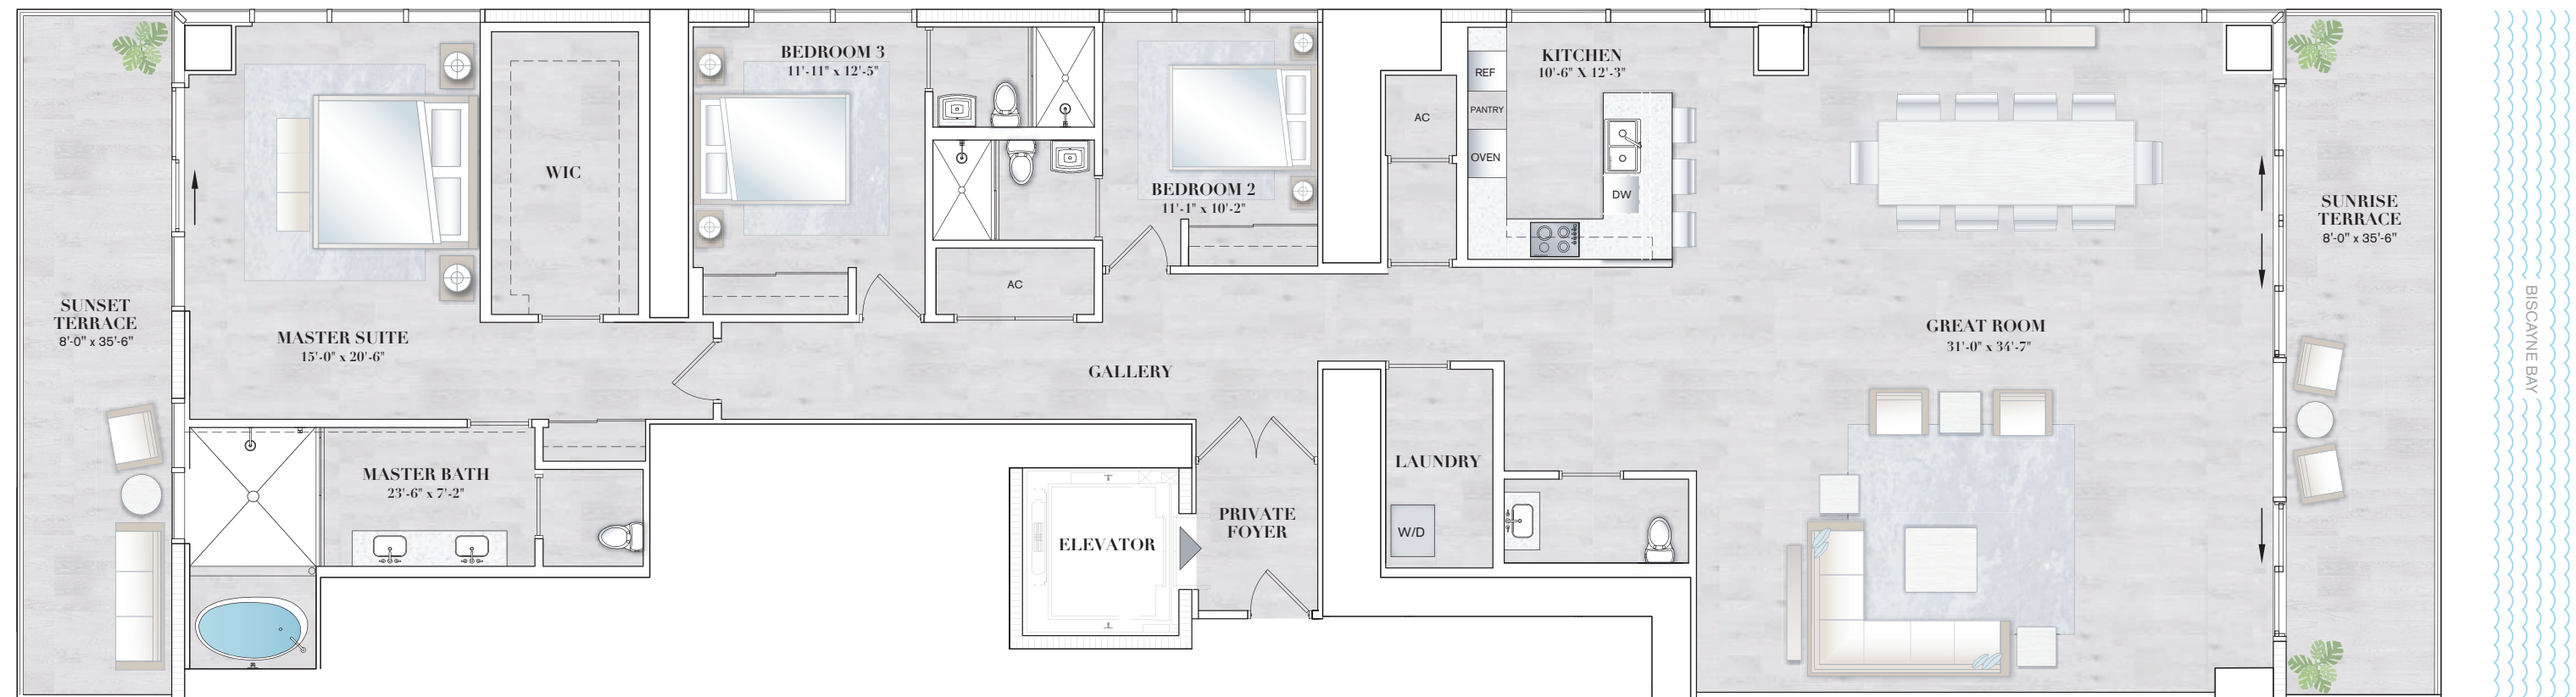 SUNSET
TERRACE
8'-0" x 35'-6"
MASTER SUITE
15'-0" x 20'-6"
WIC
MASTER BATH
23'-6" x 7'-2"
BEDROOM 3
11'-11" x 12'-5"
AC
BEDROOM 2
11'-1" x 10'-2"
GALLERY
ELEVATOR
PRIVATE
FOYER
AC
REF
PANTRY
OVEN
KITCHEN
10'-6" X 12'-3"
DW
LAUNDRY
W/D
GREAT ROOM
31'-0" x 34'-7"
SUNRISE
TERRACE
8'-0" x 35'-6"
BISCAYNE BAY